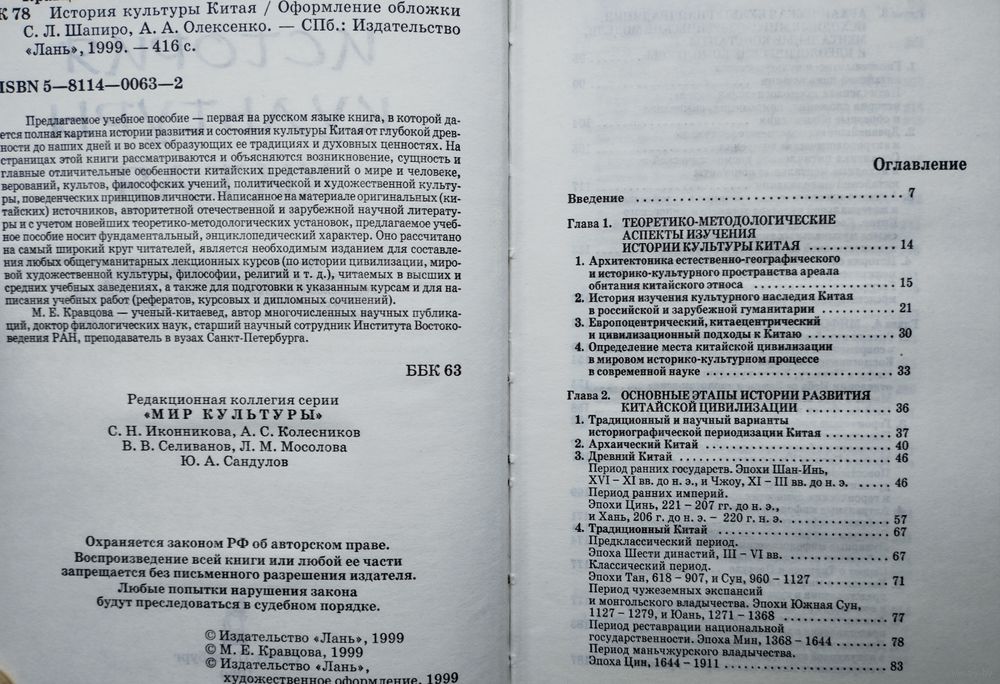 К 78 История культуры Китая / Оформление обложки
С. Л. Шапиро, А. А. Олексенко. — СПб.: Издательство
«Лань», 1999. — 416 с.
ISBN 5—8114—0063—2
Предлагаемое учебное пособие — первая на русском языке книга, в которой да-
ется полная картина истории развития и состояния культуры Китая от глубокой древ-
ности до наших дней и во всех образующих ее традициях и духовных ценностях. На
страницах этой книги рассматриваются и объясняются возникновение, сущность и
главные отличительные особенности китайских представлений о мире и человеке,
верований, культов, философских учений, политической и художественной культу-
ры, поведенческих принципов личности. Написанное на материале оригинальных (ки-
тайских) источников, авторитетной отечественной и зарубежной научной литерату-
ры и с учетом новейших теоретико-методологических установок, предлагаемое учеб-
ное пособие носит фундаментальный, энциклопедический характер. Оно рассчитано
на самый широкий круг читателей, является необходимым изданием для составле-
ния любых общегуманитарных лекционных курсов (по истории цивилизации, миро-
вой художественной культуры, философии, религий и т. д.), читаемых в высших и
средних учебных заведениях, а также для подготовки к указанным курсам и для на-
писания учебных работ (рефератов, курсовых и дипломных сочинений).
М. Е. Кравцова — ученый-китаевед, автор многочисленных научных публика-
ций, доктор филологических наук, старший научный сотрудник Института Востоко-
ведения РАН, преподаватель в вузах Санкт-Петербурга.
ББК 63
Редакционная коллегия серии
«МИР КУЛЬТУРЫ»
С. Н. Иконникова, А. С. Колесников
В. В. Селиванов, Л. М. Мосолова
Ю. А. Сандулов
Охраняется законом РФ об авторском праве.
Воспроизведение всей книги или любой ее части
запрещается без письменного разрешения издателя.
Любые попытки нарушения закона
будут преследоваться в судебном порядке.
© Издательство «Лань», 1999
© М. Е. Кравцова, 1999
© Издательство «Лань»,
художественное оформление, 1999
Оглавление
Введение ........................................ 7
Глава 1. ТЕОРЕТИКО-МЕТОДОЛОГИЧЕСКИЕ
АСПЕКТЫ ИЗУЧЕНИЯ
ИСТОРИИ КУЛЬТУРЫ КИТАЯ ............ 14
1. Архитектоника естественно-географического
и историко-культурного пространства ареала
обитания китайского этноса ................... 15
2. История изучения культурного наследия Китая
в российской и зарубежной гуманитарии ......... 21
3. Европоцентрический, китаецентрический
и цивилизационный подходы к Китаю .......... 30
4. Определение места китайской цивилизации
в мировом историко-культурном процессе
в современной науке .......................... 33
Глава 2. ОСНОВНЫЕ ЭТАПЫ ИСТОРИИ РАЗВИТИЯ
КИТАЙСКОЙ ЦИВИЛИЗАЦИИ ............. 36
1. Традиционный и научный варианты
историографической периодизации Китая ......... 37
2. Архаический Китай ........................... 40
3. Древний Китай .............................. 46
Период ранних государств. Эпохи Шан-Инь,
XVI – XI вв. до н. э., и Чжоу, XI – III вв. до н. э. ..... 46
Период ранних империй.
Эпохи Цинь, 221 – 207 гг. до н. э.,
и Хань, 206 г. до н. э. – 220 г. н. э. ............... 57
4. Традиционный Китай ........................ 67
Предклассический период.
Эпоха Шести династий, III – VI вв. ............... 67
Классический период.
Эпохи Тан, 618 – 907, и Сун, 960 – 1127 ........... 71
Период чужеземных экспансий
и монгольского владычества. Эпохи Южная Сун,
1127 – 1279, и Юань, 1271 – 1368 ................. 77
Период реставрации национальной
государственности. Эпоха Мин, 1368 – 1644 ........ 78
Период маньчжурского владычества.
Эпоха Цин, 1644 – 1911 ......................... 83